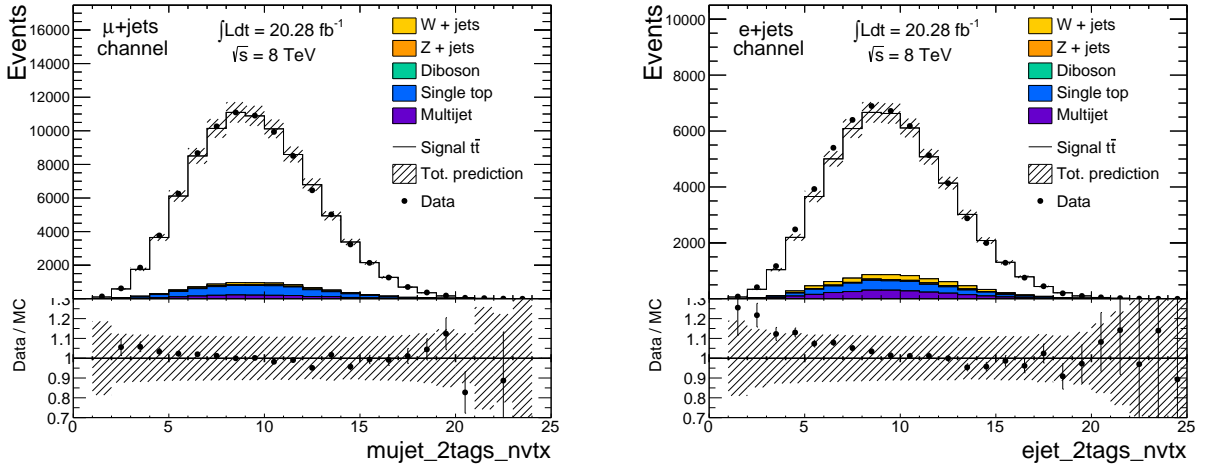 Events
μ+jets
channel
∫Ldt = 20.28 fb⁻¹
√s = 8 TeV
W + jets
Z + jets
Diboson
Single top
Multijet
Signal tt̄
Tot. prediction
Data
16000
14000
12000
10000
8000
6000
4000
2000
Data / MC
1.3
1.2
1.1
1
0.9
0.8
0.7
0 5 10 15 20 25
mujet_2tags_nvtx
Events
e+jets
channel
∫Ldt = 20.28 fb⁻¹
√s = 8 TeV
W + jets
Z + jets
Diboson
Single top
Multijet
Signal tt̄
Tot. prediction
Data
10000
8000
6000
4000
2000
Data / MC
1.3
1.2
1.1
1
0.9
0.8
0.7
0 5 10 15 20 25
ejet_2tags_nvtx